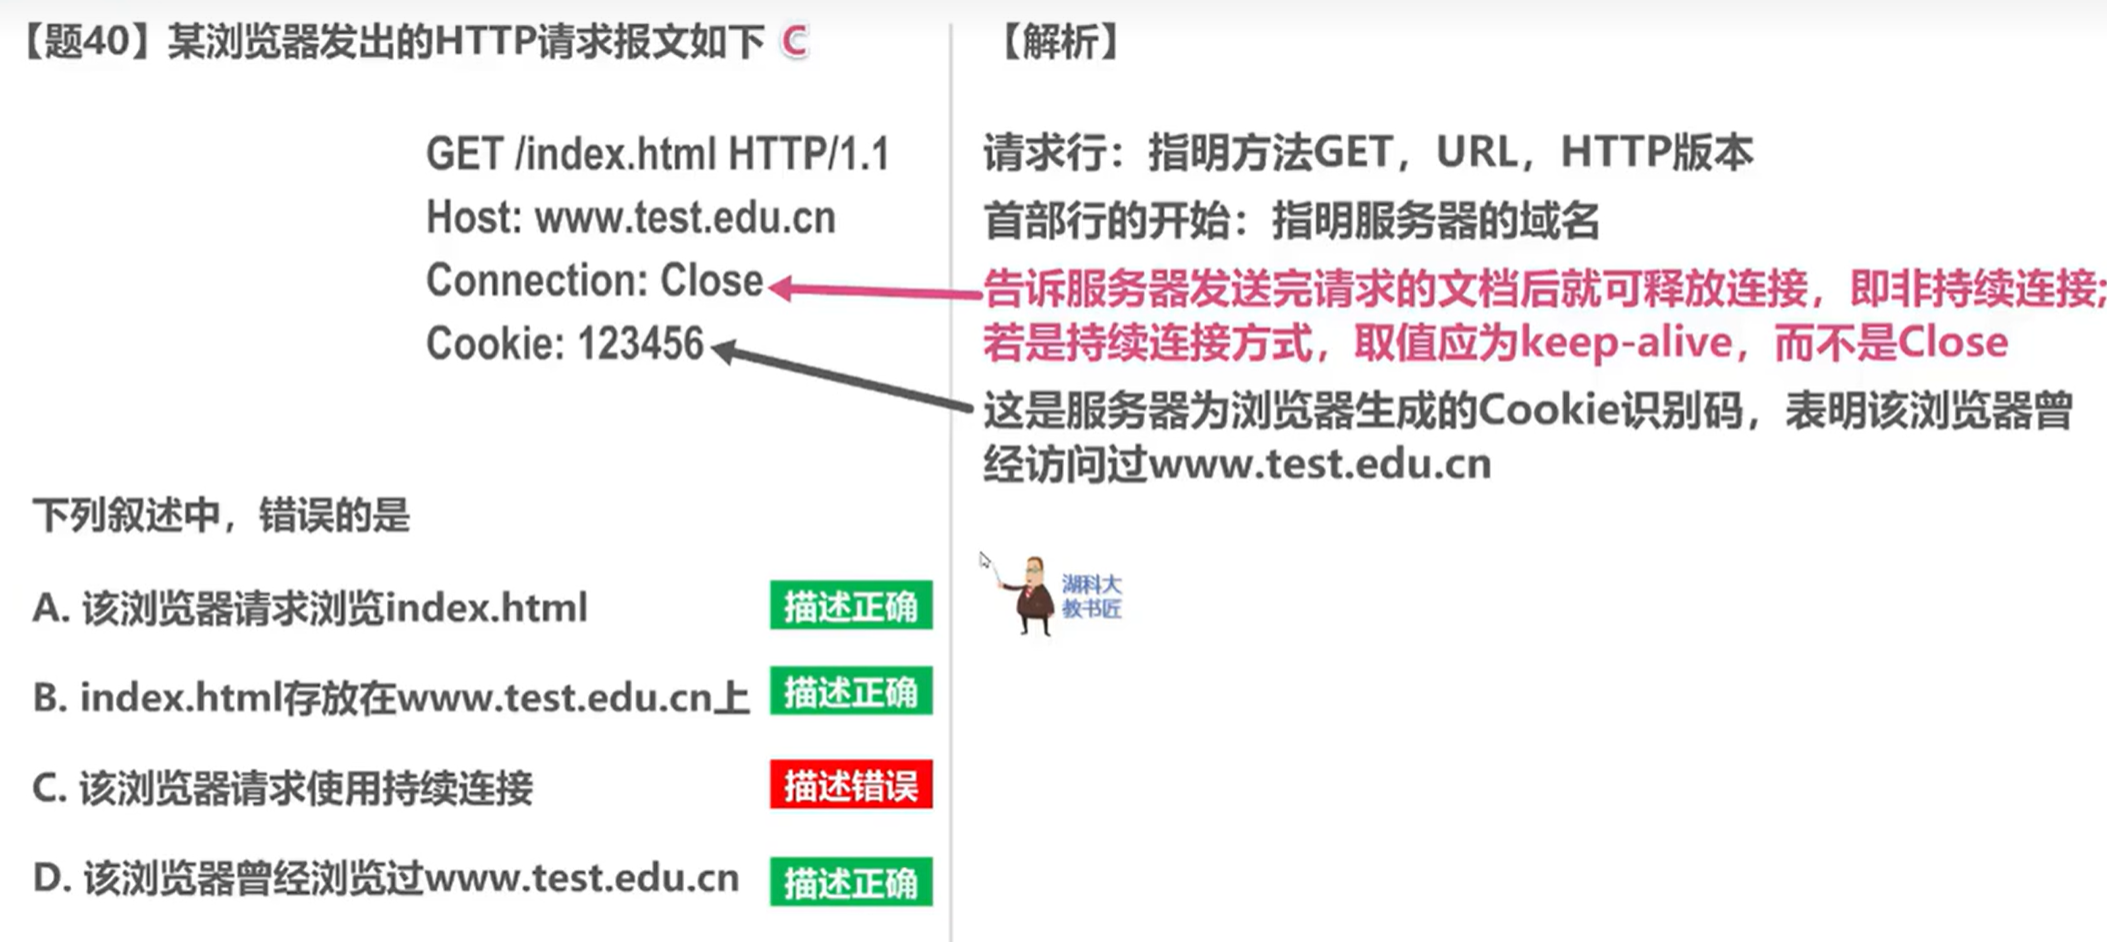 【题40】某浏览器发出的HTTP请求报文如下 C
GET /index.html HTTP/1.1
Host: www.test.edu.cn
Connection: Close
Cookie: 123456
下列叙述中，错误的是
A. 该浏览器请求浏览index.html 描述正确
B. index.html存放在www.test.edu.cn上 描述正确
C. 该浏览器请求使用持续连接 描述错误
D. 该浏览器曾经浏览过www.test.edu.cn 描述正确
【解析】
请求行：指明方法GET，URL，HTTP版本
首部行的开始：指明服务器的域名
告诉服务器发送完请求的文档后就可释放连接，即非持续连接;
若是持续连接方式，取值应为keep-alive，而不是Close
这是服务器为浏览器生成的Cookie识别码，表明该浏览器曾
经访问过www.test.edu.cn
湖科大
教书匠